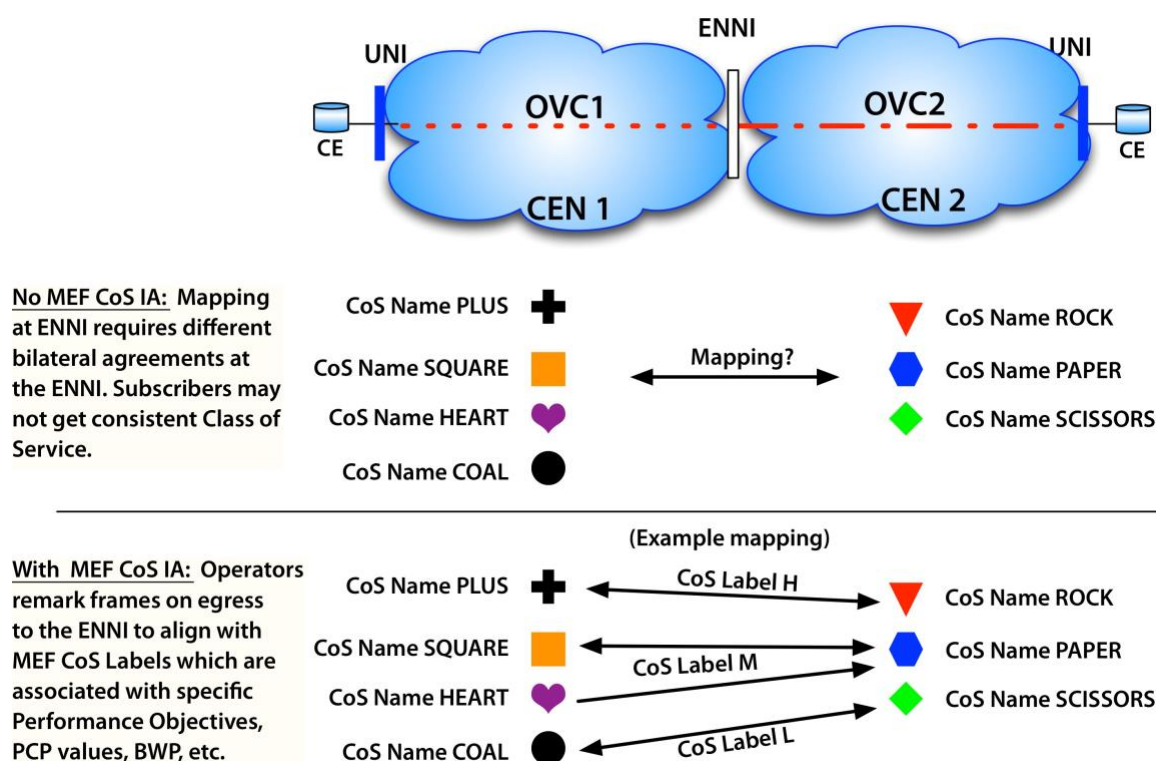 ENNI
UNI
UNI
OVC1
OVC2
CE
CE
CEN 1
CEN 2
No MEF CoS IA: Mapping
at ENNI requires different
bilateral agreements at
the ENNI. Subscribers may
not get consistent Class of
Service.
CoS Name PLUS
CoS Name SQUARE
CoS Name HEART
CoS Name COAL
Mapping?
CoS Name ROCK
CoS Name PAPER
CoS Name SCISSORS
(Example mapping)
With MEF CoS IA: Operators
remark frames on egress
to the ENNI to align with
MEF CoS Labels which are
associated with specific
Performance Objectives,
PCP values, BWP, etc.
CoS Name PLUS
CoS Name SQUARE
CoS Name HEART
CoS Name COAL
CoS Label H
CoS Label M
CoS Label L
CoS Name ROCK
CoS Name PAPER
CoS Name SCISSORS